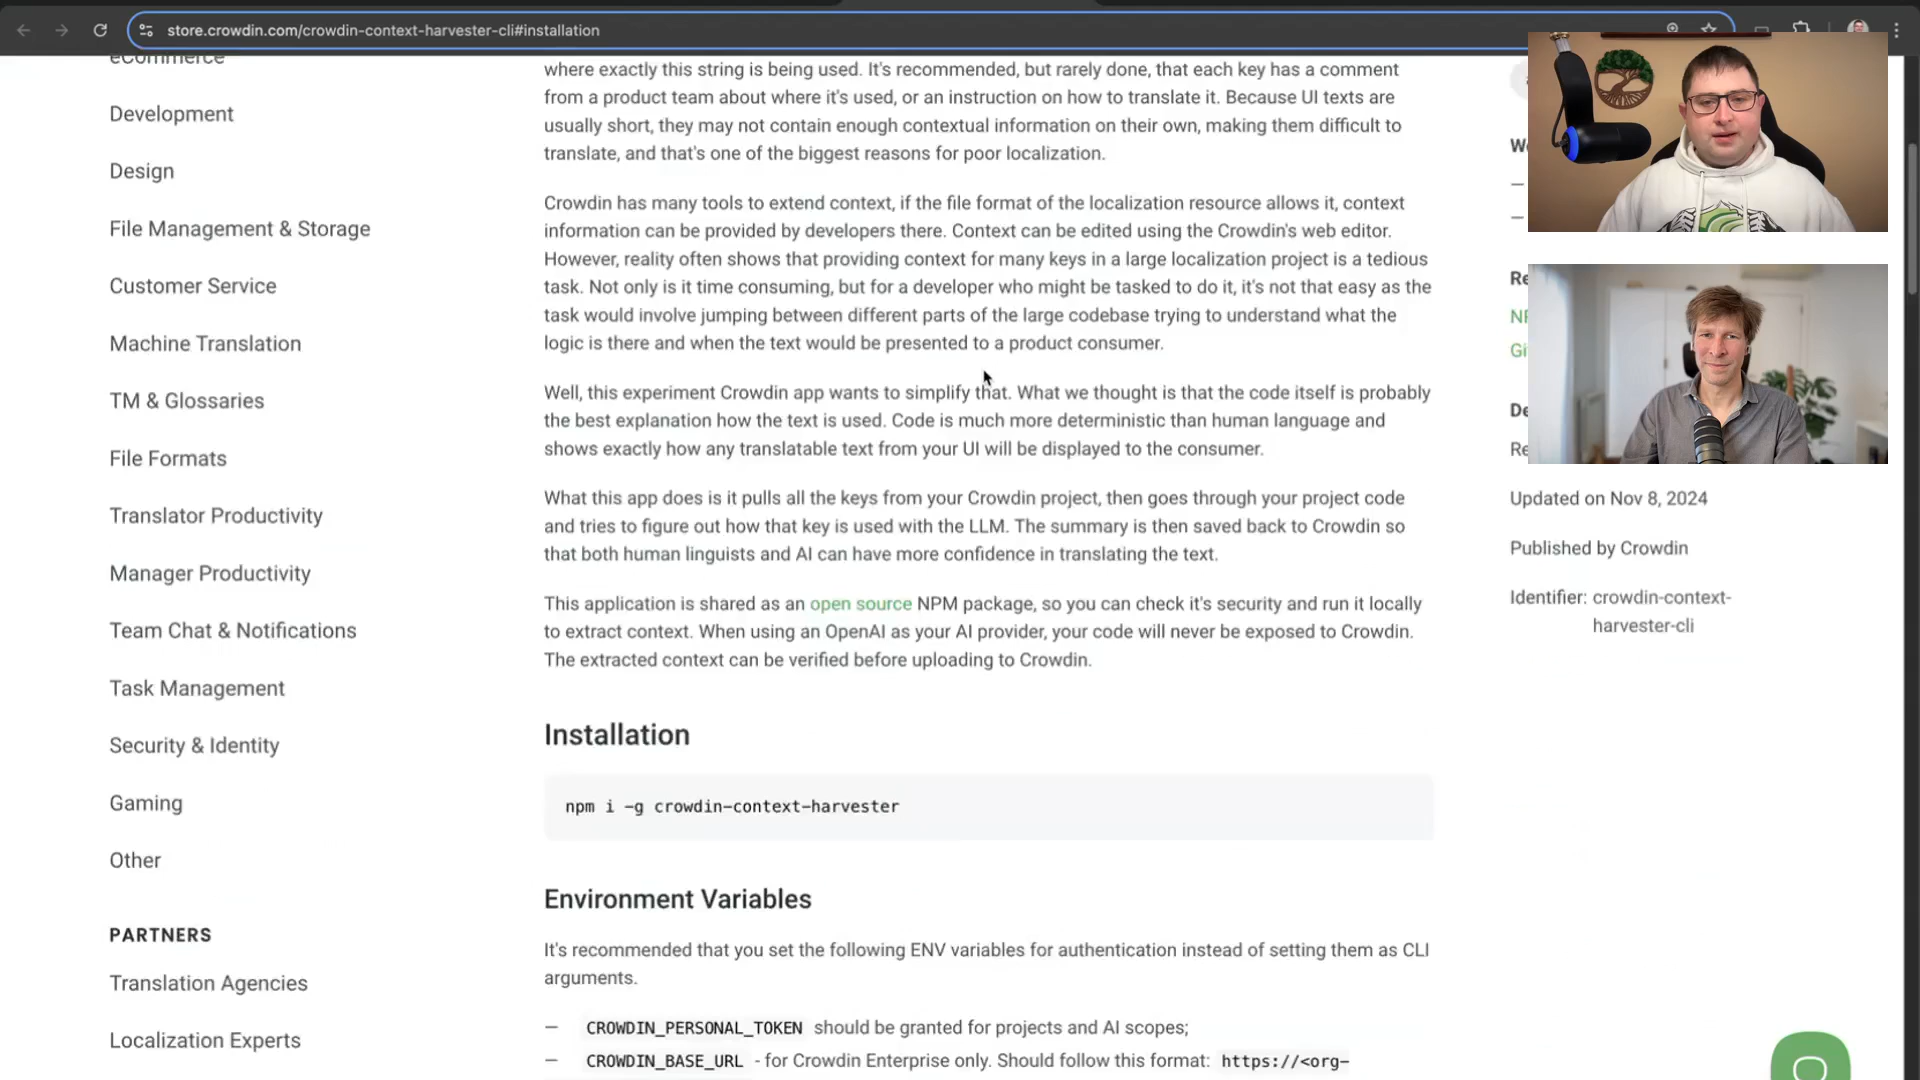 store.crowdin.com/crowdin-context-harvester-cli#installation
eCommerce
Development
Design
File Management & Storage
Customer Service
Machine Translation
TM & Glossaries
File Formats
Translator Productivity
Manager Productivity
Team Chat & Notifications
Task Management
Security & Identity
Gaming
Other
PARTNERS
Translation Agencies
Localization Experts
where exactly this string is being used. It's recommended, but rarely done, that each key has a comment
from a product team about where it's used, or an instruction on how to translate it. Because UI texts are
usually short, they may not contain enough contextual information on their own, making them difficult to
translate, and that's one of the biggest reasons for poor localization.
Crowdin has many tools to extend context, if the file format of the localization resource allows it, context
information can be provided by developers there. Context can be edited using the Crowdin's web editor.
However, reality often shows that providing context for many keys in a large localization project is a tedious
task. Not only is it time consuming, but for a developer who might be tasked to do it, it's not that easy as the
task would involve jumping between different parts of the large codebase trying to understand what the
logic is there and when the text would be presented to a product consumer.
Well, this experiment Crowdin app wants to simplify that. What we thought is that the code itself is probably
the best explanation how the text is used. Code is much more deterministic than human language and
shows exactly how any translatable text from your UI will be displayed to the consumer.
What this app does is it pulls all the keys from your Crowdin project, then goes through your project code
and tries to figure out how that key is used with the LLM. The summary is then saved back to Crowdin so
that both human linguists and AI can have more confidence in translating the text.
This application is shared as an open source NPM package, so you can check it's security and run it locally
to extract context. When using an OpenAI as your AI provider, your code will never be exposed to Crowdin.
The extracted context can be verified before uploading to Crowdin.
Installation
npm i -g crowdin-context-harvester
Environment Variables
It's recommended that you set the following ENV variables for authentication instead of setting them as CLI
arguments.
— CROWDIN_PERSONAL_TOKEN should be granted for projects and AI scopes;
— CROWDIN_BASE_URL - for Crowdin Enterprise only. Should follow this format: https://<org-
Updated on Nov 8, 2024
Published by Crowdin
Identifier: crowdin-context-
harvester-cli